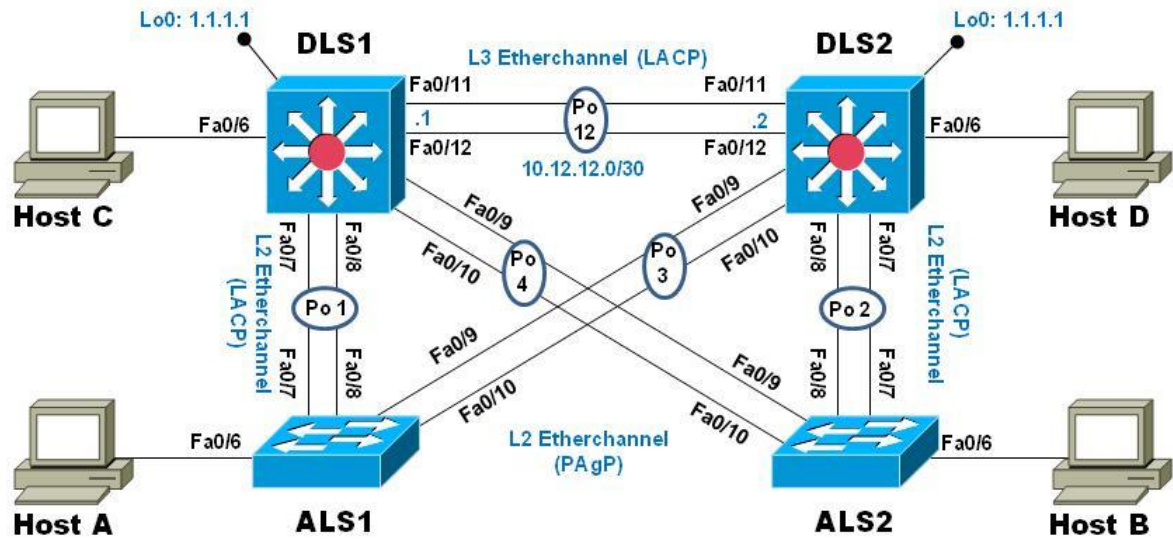 Lo0: 1.1.1.1
Lo0: 1.1.1.1
DLS1
DLS2
L3 Etherchannel (LACP)
Fa0/11
Fa0/11
Po
12
.1
.2
Fa0/6
Fa0/6
Fa0/12
Fa0/12
10.12.12.0/30
Host C
Host D
Fa0/9
Fa0/9
Fa0/10
Fa0/10
Po
4
Po
3
Fa0/7
Fa0/8
Fa0/8
Fa0/7
L2 Etherchannel
(LACP)
(LACP)
L2 Etherchannel
Po 1
Po 2
Fa0/7
Fa0/8
Fa0/8
Fa0/7
Fa0/9
Fa0/9
Fa0/10
Fa0/10
L2 Etherchannel
(PAgP)
Fa0/6
Fa0/6
Host A
ALS1
ALS2
Host B